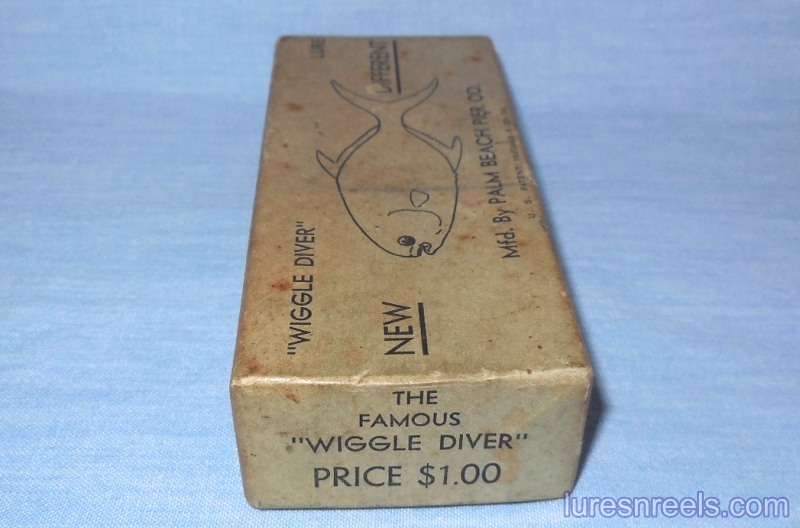 "WIGGLE DIVER" LURE
NEW DIFFERENT
Mfd. By PALM BEACH PIER CO.
U. S. PATENT
THE
FAMOUS
"WIGGLE DIVER"
PRICE $1.00
luresnreels.com